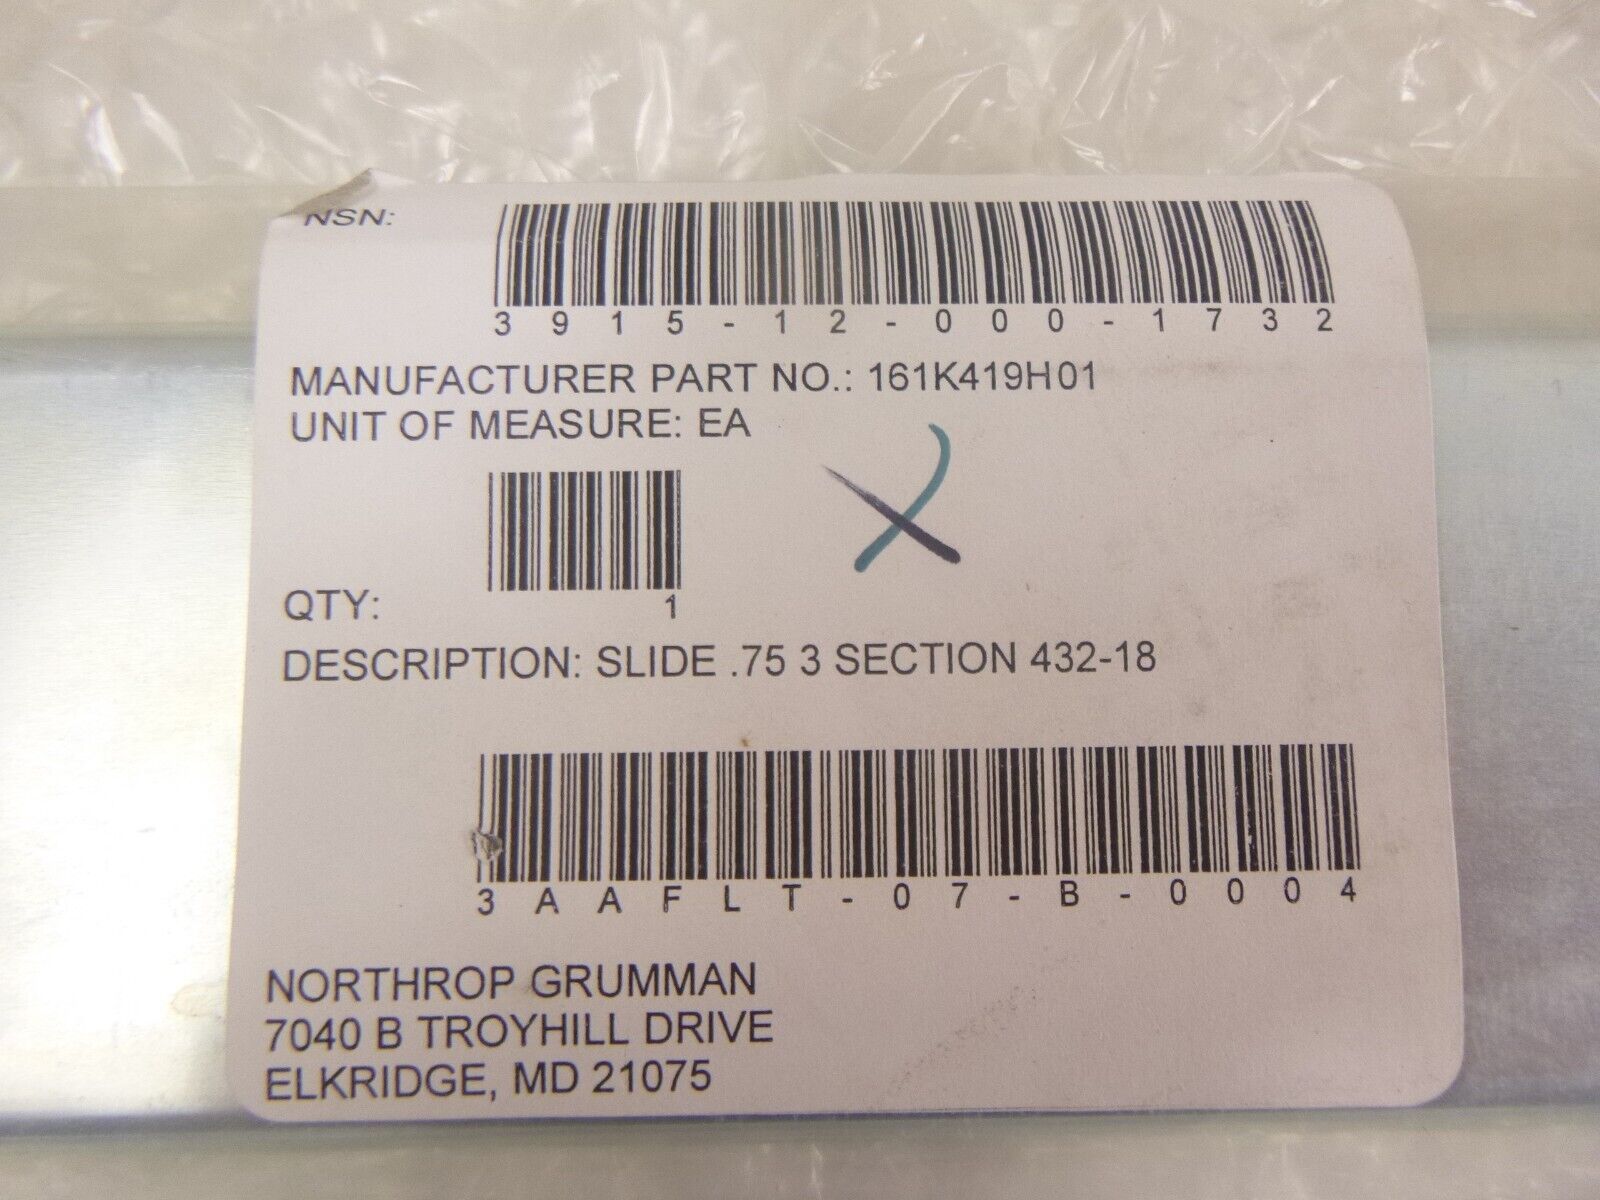 NSN:
3915-12-000-1732
MANUFACTURER PART NO.: 161K419H01
UNIT OF MEASURE: EA
QTY: 1
DESCRIPTION: SLIDE .75 3 SECTION 432-18
3AAFLT-07-B-0004
NORTHROP GRUMMAN
7040 B TROYHILL DRIVE
ELKRIDGE, MD 21075